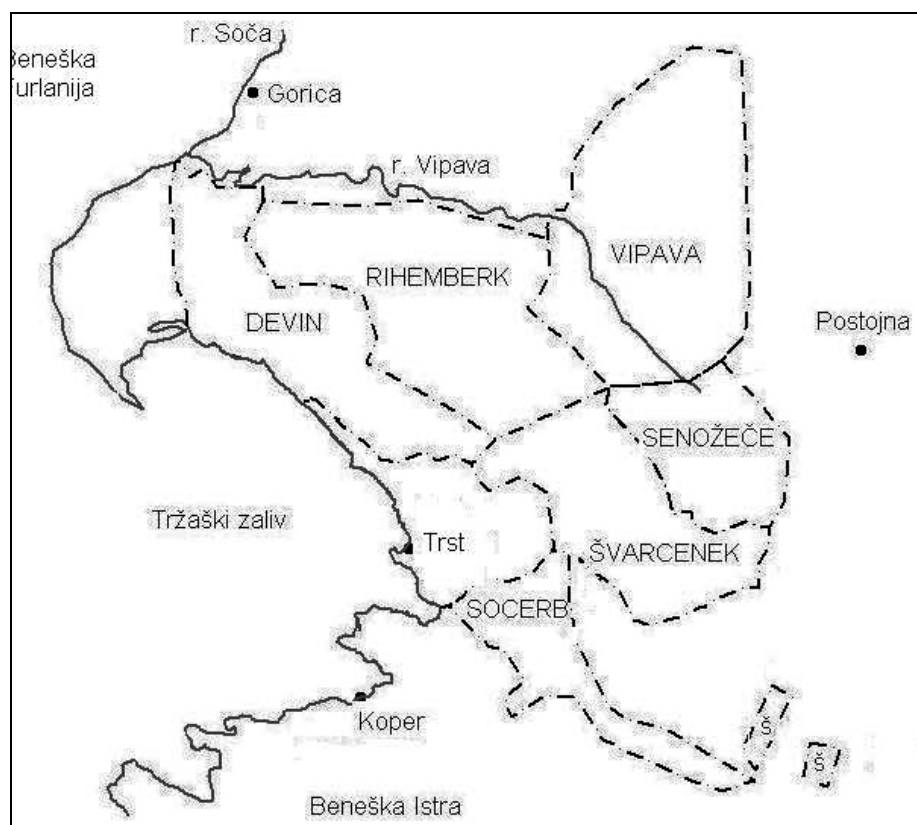 r. Soča
Beneška
Furlanija
Gorica
r. Vipava
VIPAVA
RIHEMBERK
DEVIN
Postojna
SENOŽEČE
Tržaški zaliv
Trst
ŠVARCENEK
SOCERB
Koper
Š
Š
Beneška Istra